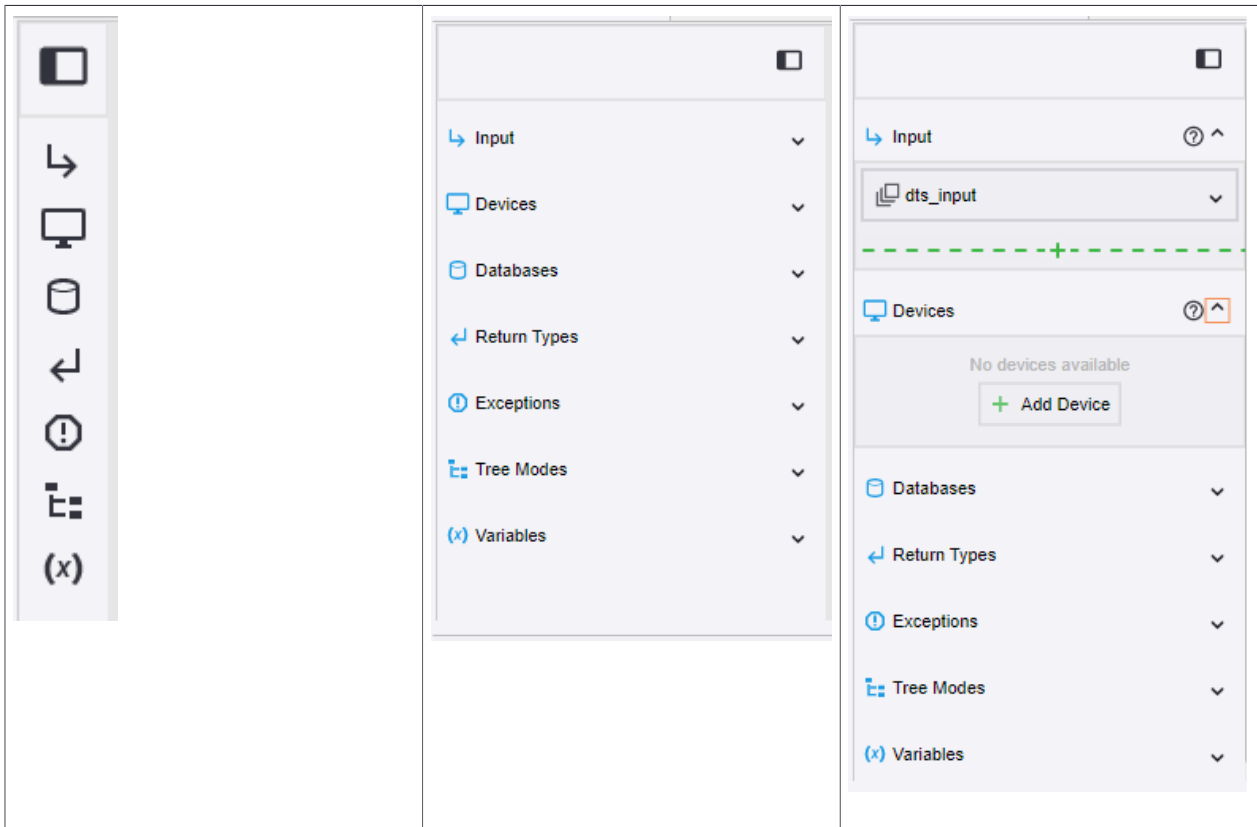 (x)
Input
Devices
Databases
Return Types
Exceptions
Tree Modes
(x) Variables
Input
dts_input
Devices
No devices available
+ Add Device
Databases
Return Types
Exceptions
Tree Modes
(x) Variables